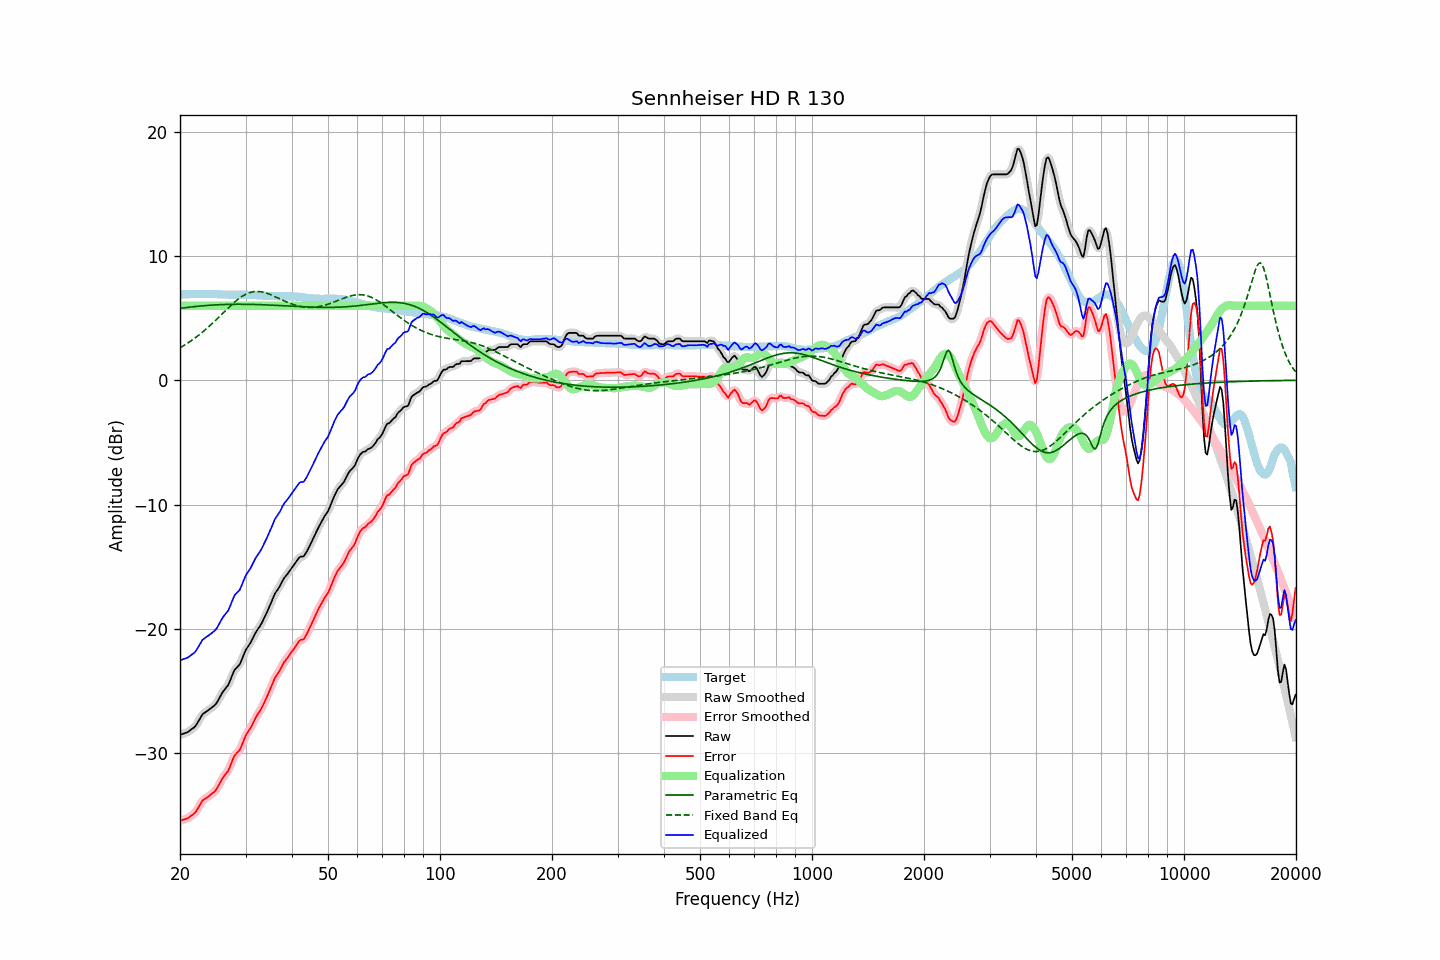 Sennheiser HD R 130
Amplitude (dBr)
20
10
0
−10
−20
−30
Target
Raw Smoothed
Error Smoothed
Raw
Error
Equalization
Parametric Eq
Fixed Band Eq
Equalized
20 50 100 200 500 1000 2000 5000 10000 20000
Frequency (Hz)